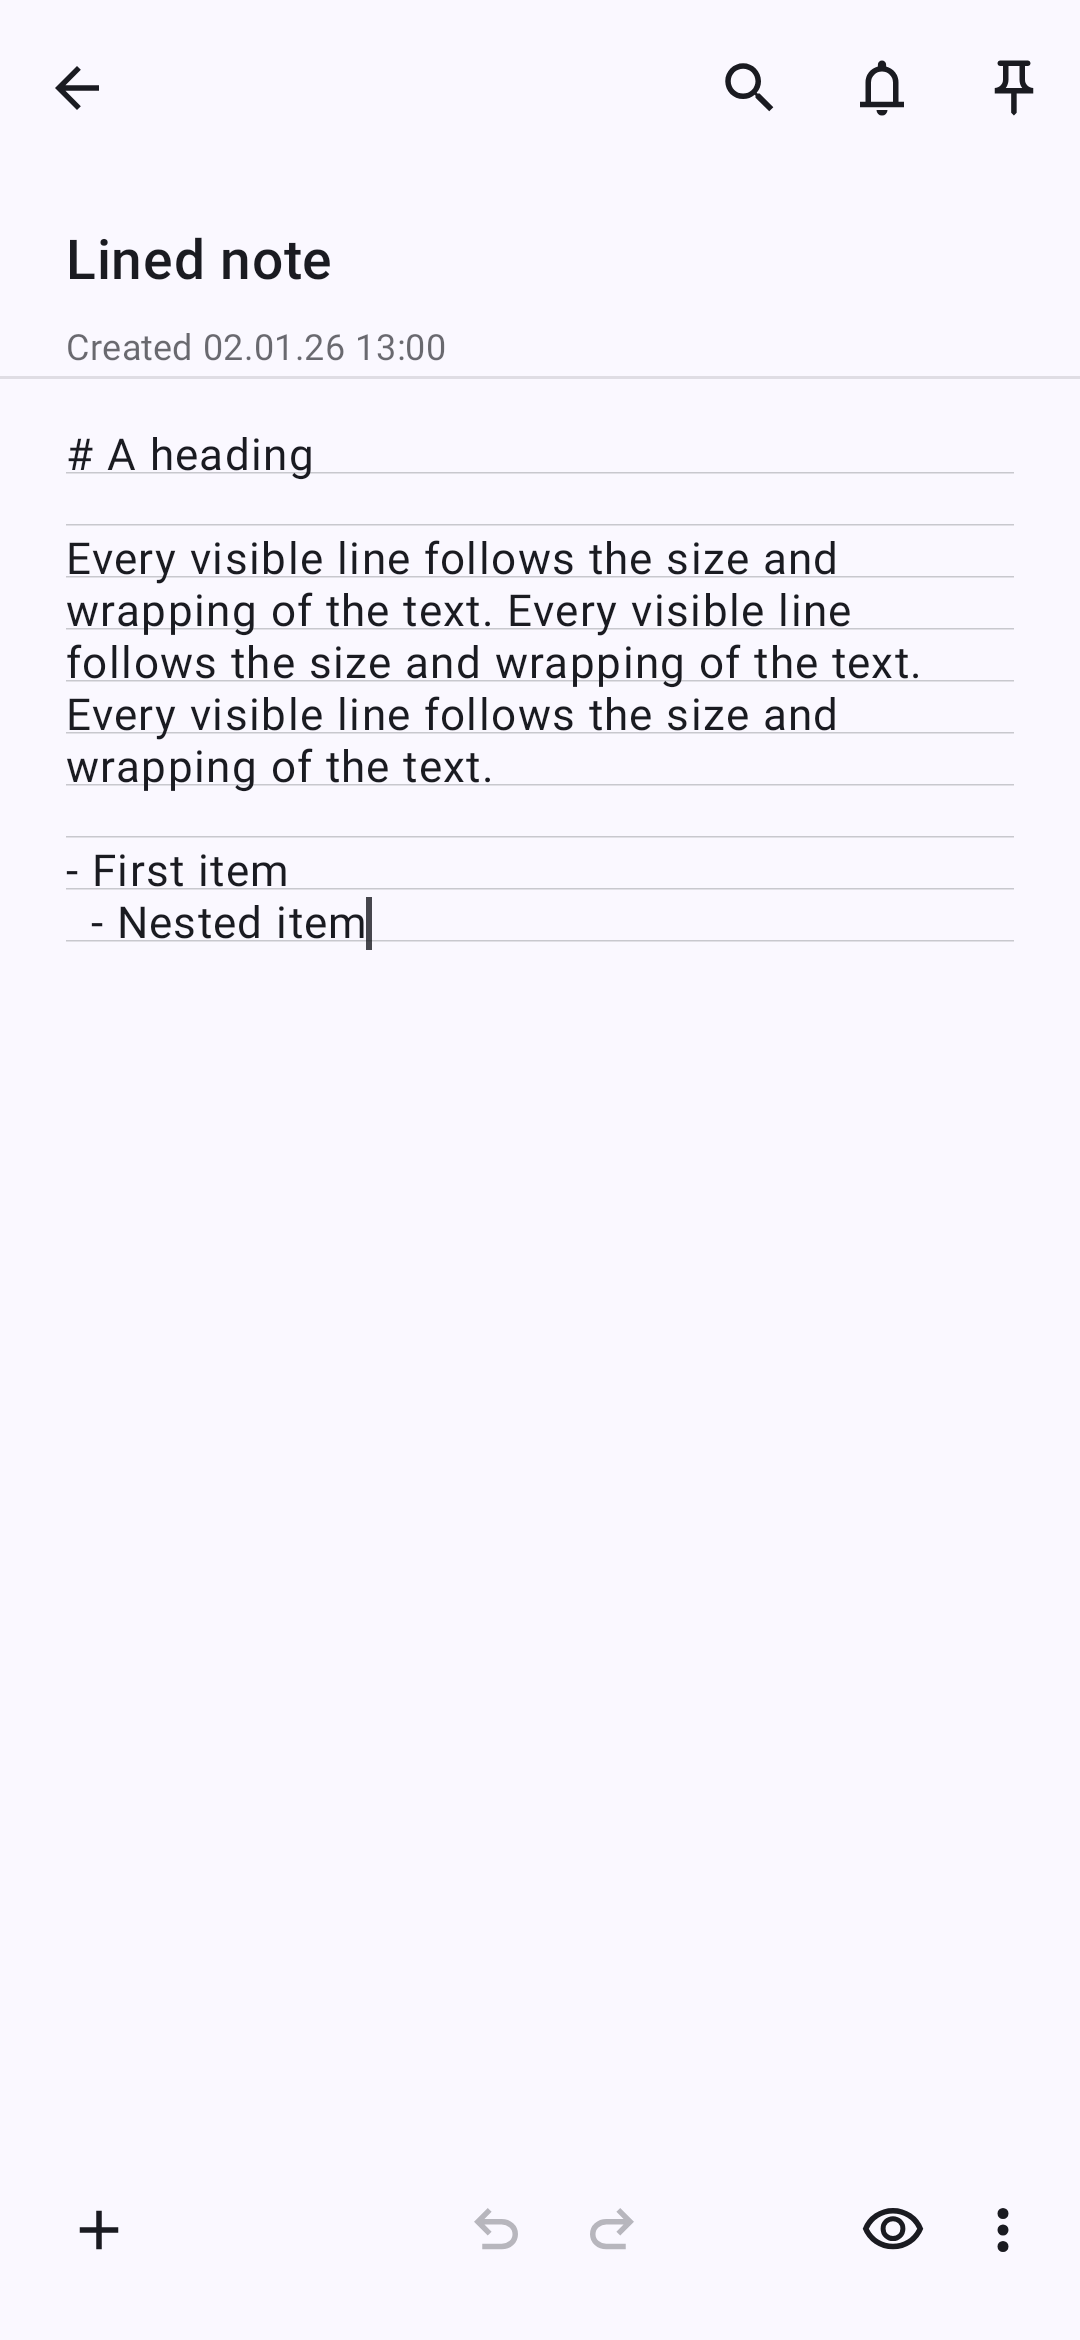 Lined note
Created 02.01.26 13:00
# A heading
Every visible line follows the size and
wrapping of the text. Every visible line
follows the size and wrapping of the text.
Every visible line follows the size and
wrapping of the text.
- First item
  - Nested item